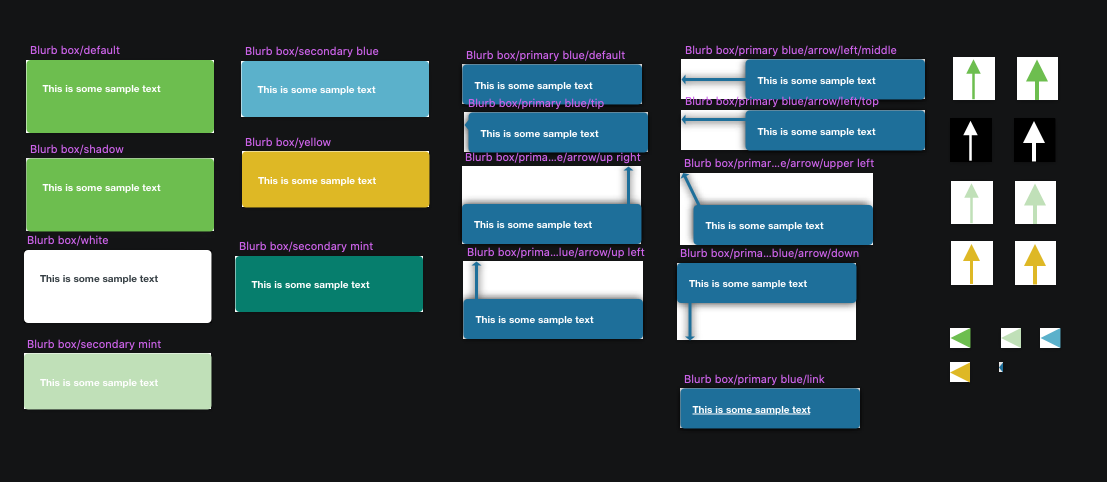 Blurb box/default
This is some sample text
Blurb box/shadow
This is some sample text
Blurb box/white
This is some sample text
Blurb box/secondary mint
This is some sample text
Blurb box/secondary blue
This is some sample text
Blurb box/yellow
This is some sample text
Blurb box/secondary mint
This is some sample text
Blurb box/primary blue/default
This is some sample text
Blurb box/primary blue/tip
This is some sample text
Blurb box/prima...e/arrow/up right
This is some sample text
Blurb box/prima...lue/arrow/up left
This is some sample text
Blurb box/primary blue/arrow/left/middle
This is some sample text
Blurb box/primary blue/arrow/left/top
This is some sample text
Blurb box/primar...e/arrow/upper left
This is some sample text
Blurb box/prima...blue/arrow/down
This is some sample text
Blurb box/primary blue/link
This is some sample text